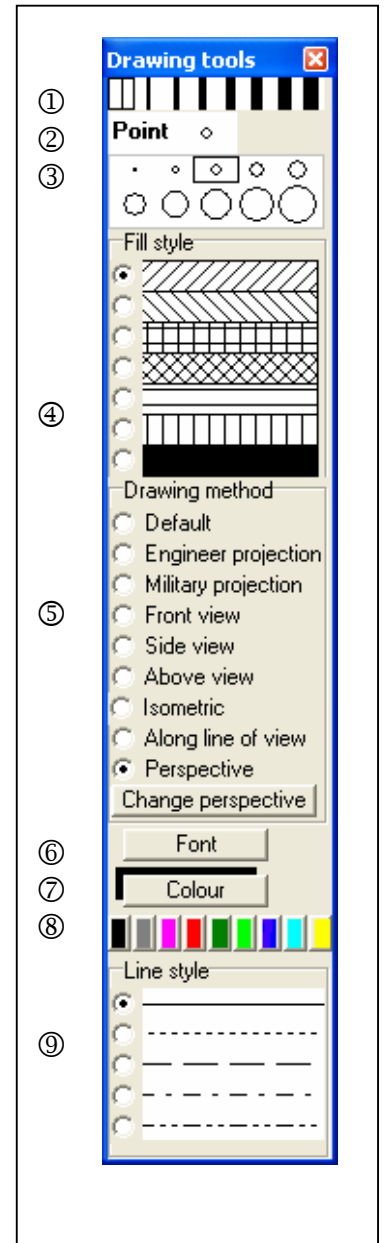 Drawing tools
①
② Point
③
Fill style
④
Drawing method
Default
Engineer projection
Military projection
⑤ Front view
Side view
Above view
Isometric
Along line of view
Perspective
Change perspective
⑥ Font
⑦ Colour
⑧
Line style
⑨